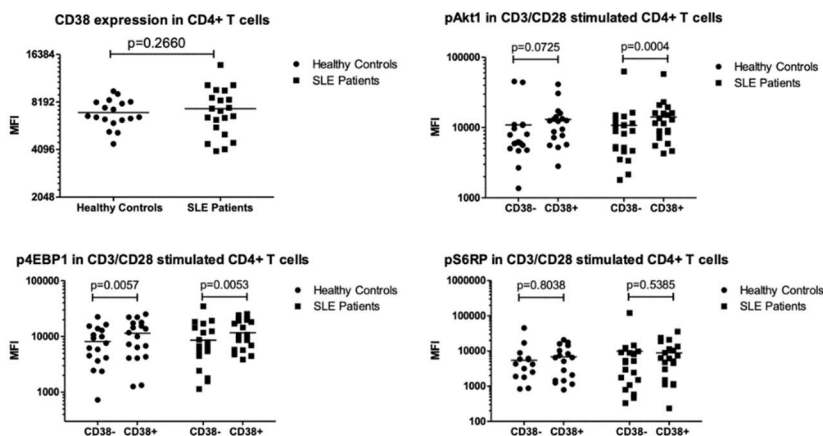 CD38 expression in CD4+ T cells
p=0.2660
Healthy Controls
SLE Patients
16384
8192
4096
2048
MFI
Healthy Controls
SLE Patients
pAkt1 in CD3/CD28 stimulated CD4+ T cells
p=0.0725
p=0.0004
Healthy Controls
SLE Patients
100000
10000
1000
MFI
CD38-
CD38+
CD38-
CD38+
p4EBP1 in CD3/CD28 stimulated CD4+ T cells
p=0.0057
p=0.0053
Healthy Controls
SLE Patients
100000
10000
1000
MFI
CD38-
CD38+
CD38-
CD38+
pS6RP in CD3/CD28 stimulated CD4+ T cells
p=0.8038
p=0.5385
Healthy Controls
SLE Patients
1000000
100000
10000
1000
100
MFI
CD38-
CD38+
CD38-
CD38+